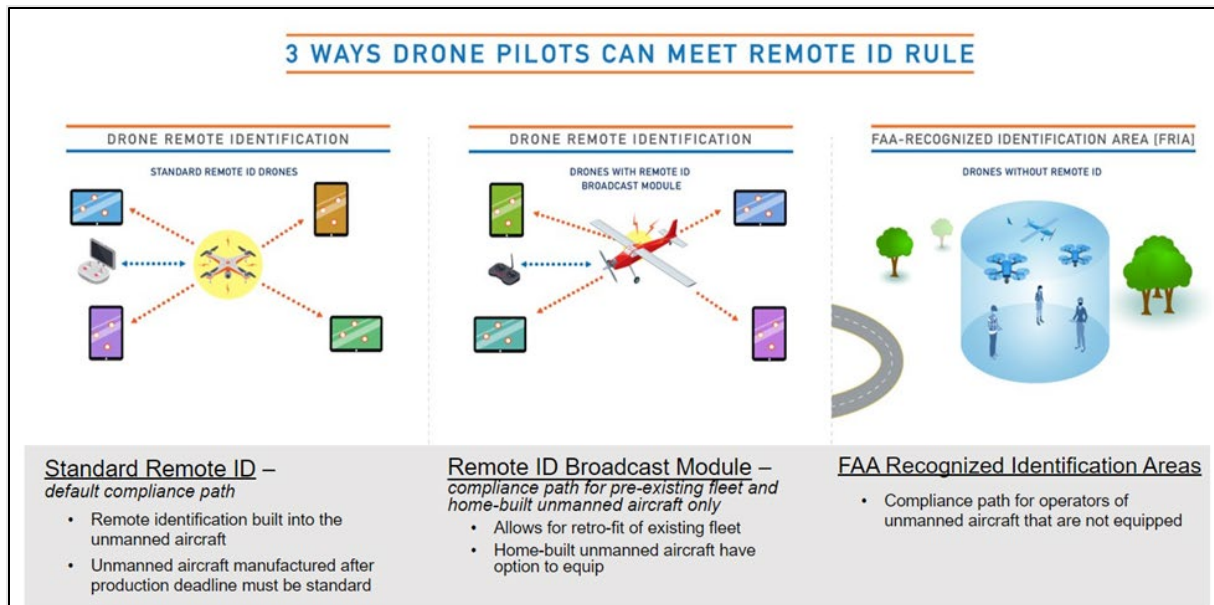 3 WAYS DRONE PILOTS CAN MEET REMOTE ID RULE
DRONE REMOTE IDENTIFICATION
STANDARD REMOTE ID DRONES
DRONE REMOTE IDENTIFICATION
DRONES WITH REMOTE ID
BROADCAST MODULE
FAA-RECOGNIZED IDENTIFICATION AREA [FRIA]
DRONES WITHOUT REMOTE ID
Standard Remote ID –
default compliance path
• Remote identification built into the
unmanned aircraft
• Unmanned aircraft manufactured after
production deadline must be standard
Remote ID Broadcast Module –
compliance path for pre-existing fleet and
home-built unmanned aircraft only
• Allows for retro-fit of existing fleet
• Home-built unmanned aircraft have
option to equip
FAA Recognized Identification Areas
• Compliance path for operators of
unmanned aircraft that are not equipped